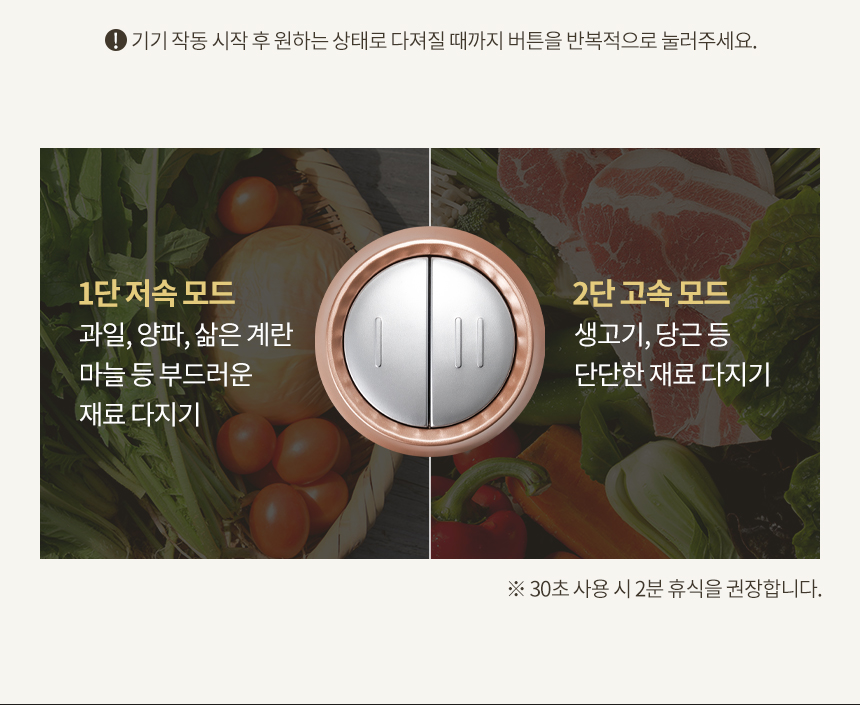 ! 기기 작동 시작 후 원하는 상태로 다져질 때까지 버튼을 반복적으로 눌러주세요.
1단 저속 모드
과일, 양파, 삶은 계란
마늘 등 부드러운
재료 다지기
2단 고속 모드
생고기, 당근 등
단단한 재료 다지기
※ 30초 사용 시 2분 휴식을 권장합니다.